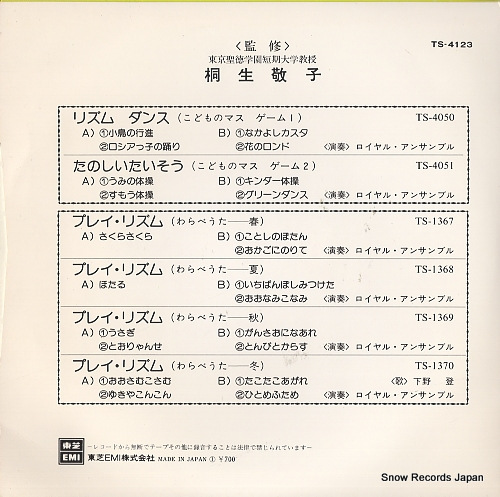 〈監修〉
TS-4123
東京聖徳学園短期大学教授
桐生敬子
リズム ダンス(こどものマス ゲーム1) TS-4050
A)①小鳥の行進 B)①なかよしカスタ
②ロシアっ子の踊り ②花のロンド 〈演奏〉ロイヤル・アンサンブル
たのしいたいそう(こどものマス ゲーム2) TS-4051
A)①うみの体操 B)①キンダー体操
②すもう体操 ②グリーンダンス 〈演奏〉ロイヤル・アンサンブル
プレイ・リズム(わらべうた──春) TS-1367
A)さくらさくら B)①ことしのぼたん
②おかごにのりて 〈演奏〉ロイヤル・アンサンブル
プレイ・リズム(わらべうた──夏) TS-1368
A)ほたる B)①いちばんぼしみつけた
②おおなみこなみ 〈演奏〉ロイヤル・アンサンブル
プレイ・リズム(わらべうた──秋) TS-1369
A)①うさぎ B)①がんさおになあれ
②とおりゃんせ ②とんびとからす 〈演奏〉ロイヤル・アンサンブル
プレイ・リズム(わらべうた──冬) TS-1370
A)①おおさむこさむ B)①たこたこあがれ 〈歌〉下野 登
②ゆきやこんこん ②ひとめふため 〈演奏〉ロイヤル・アンサンブル
東芝
EMI
ーレコードから無断でテープその他に録音することは法律で禁じられていますー
東芝EMI株式会社 MADE IN JAPAN ① ¥700
Snow Records Japan